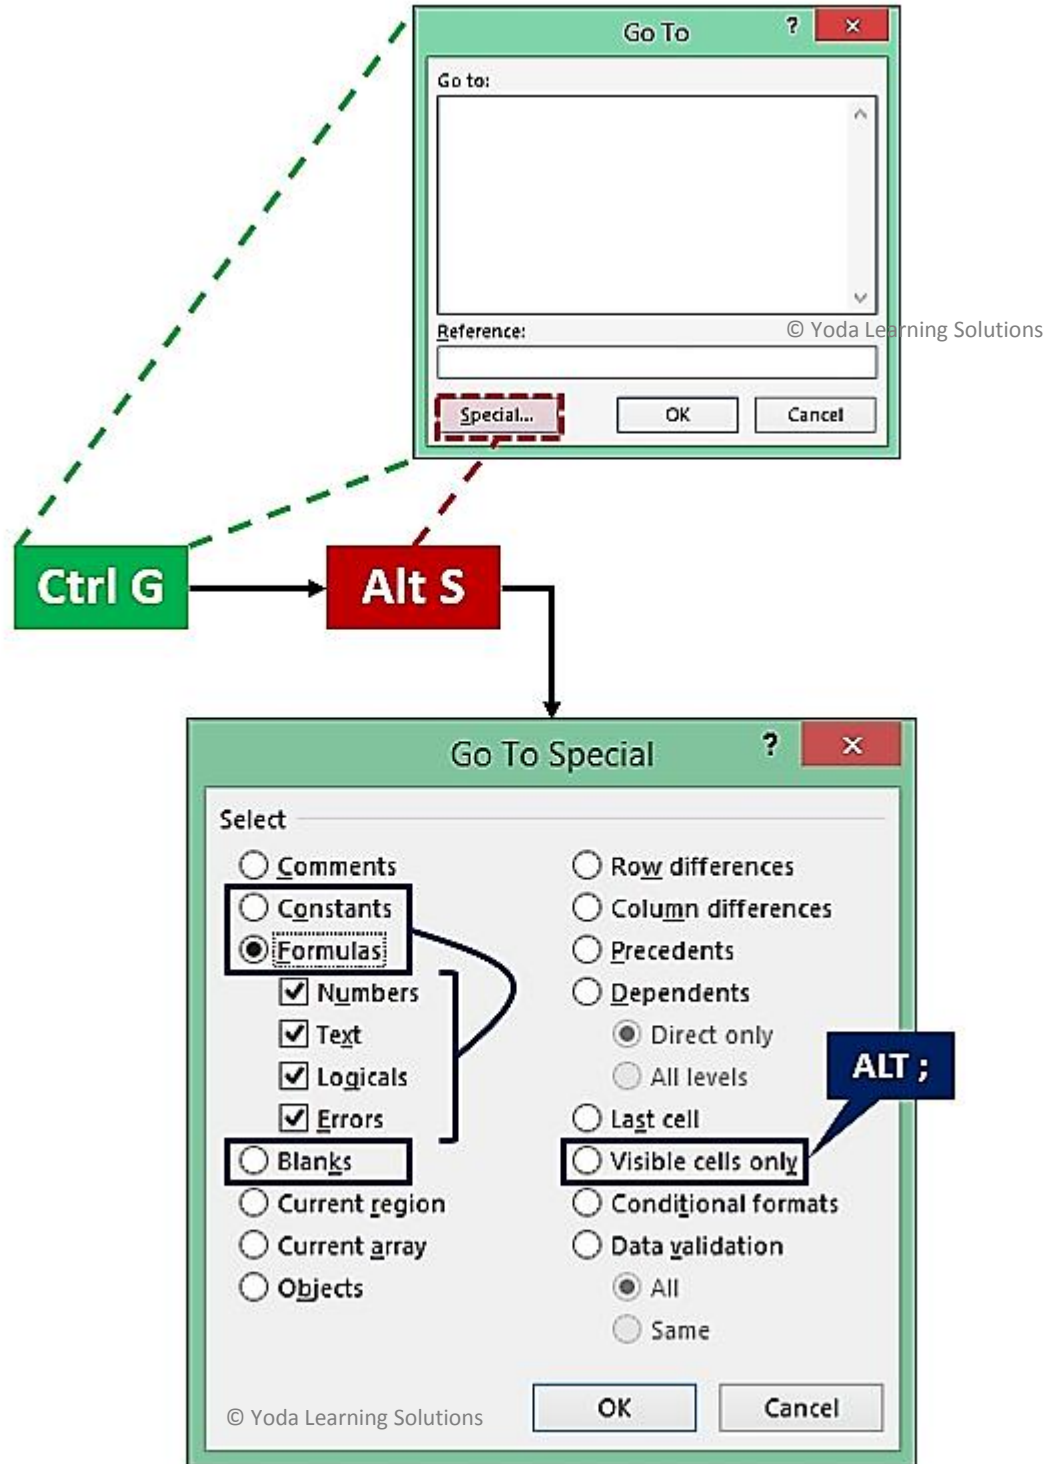 Go To
?
Go to:
Reference:
© Yoda Learning Solutions
Special...
OK
Cancel
Ctrl G
Alt S
Go To Special
?
Select
Comments
Row differences
Constants
Column differences
Formulas
Precedents
Numbers
Dependents
Text
Direct only
Logicals
All levels
ALT ;
Errors
Last cell
Blanks
Visible cells only
Current region
Conditional formats
Current array
Data validation
Objects
All
Same
© Yoda Learning Solutions
OK
Cancel